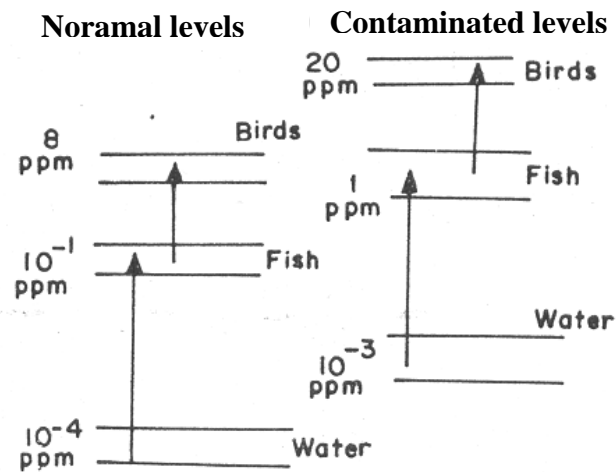 Noramal levels
8
ppm
Birds
10⁻¹
ppm
Fish
10⁻⁴
ppm
Water
Contaminated levels
20
ppm
Birds
1
ppm
Fish
Water
10⁻³
ppm